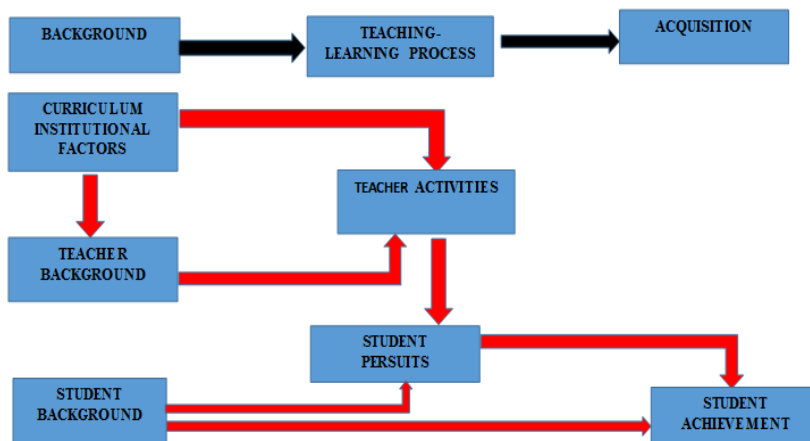 BACKGROUND
TEACHING-
LEARNING PROCESS
ACQUISITION
CURRICULUM
INSTITUTIONAL
FACTORS
TEACHER ACTIVITIES
TEACHER
BACKGROUND
STUDENT
PERSUITS
STUDENT
BACKGROUND
STUDENT
ACHIEVEMENT